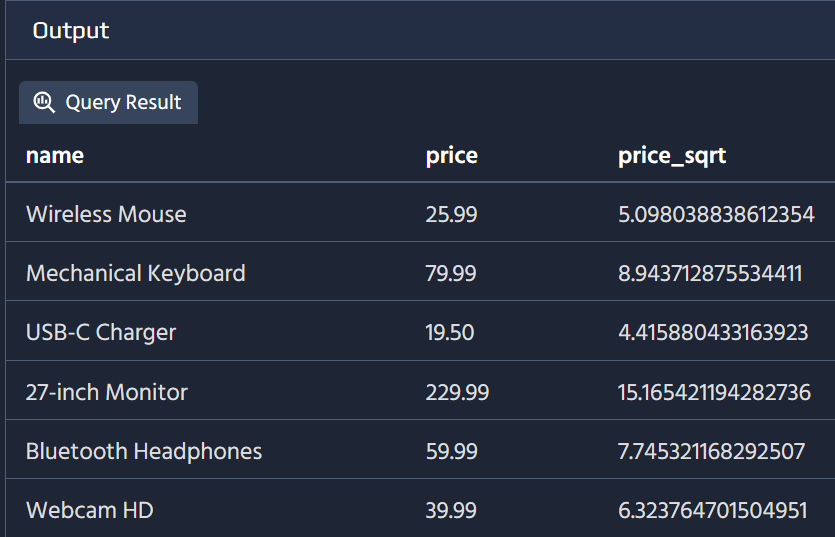 Output
Query Result
name price price_sqrt
Wireless Mouse 25.99 5.098038838612354
Mechanical Keyboard 79.99 8.943712875534411
USB-C Charger 19.50 4.415880433163923
27-inch Monitor 229.99 15.165421194282736
Bluetooth Headphones 59.99 7.745321168292507
Webcam HD 39.99 6.323764701504951